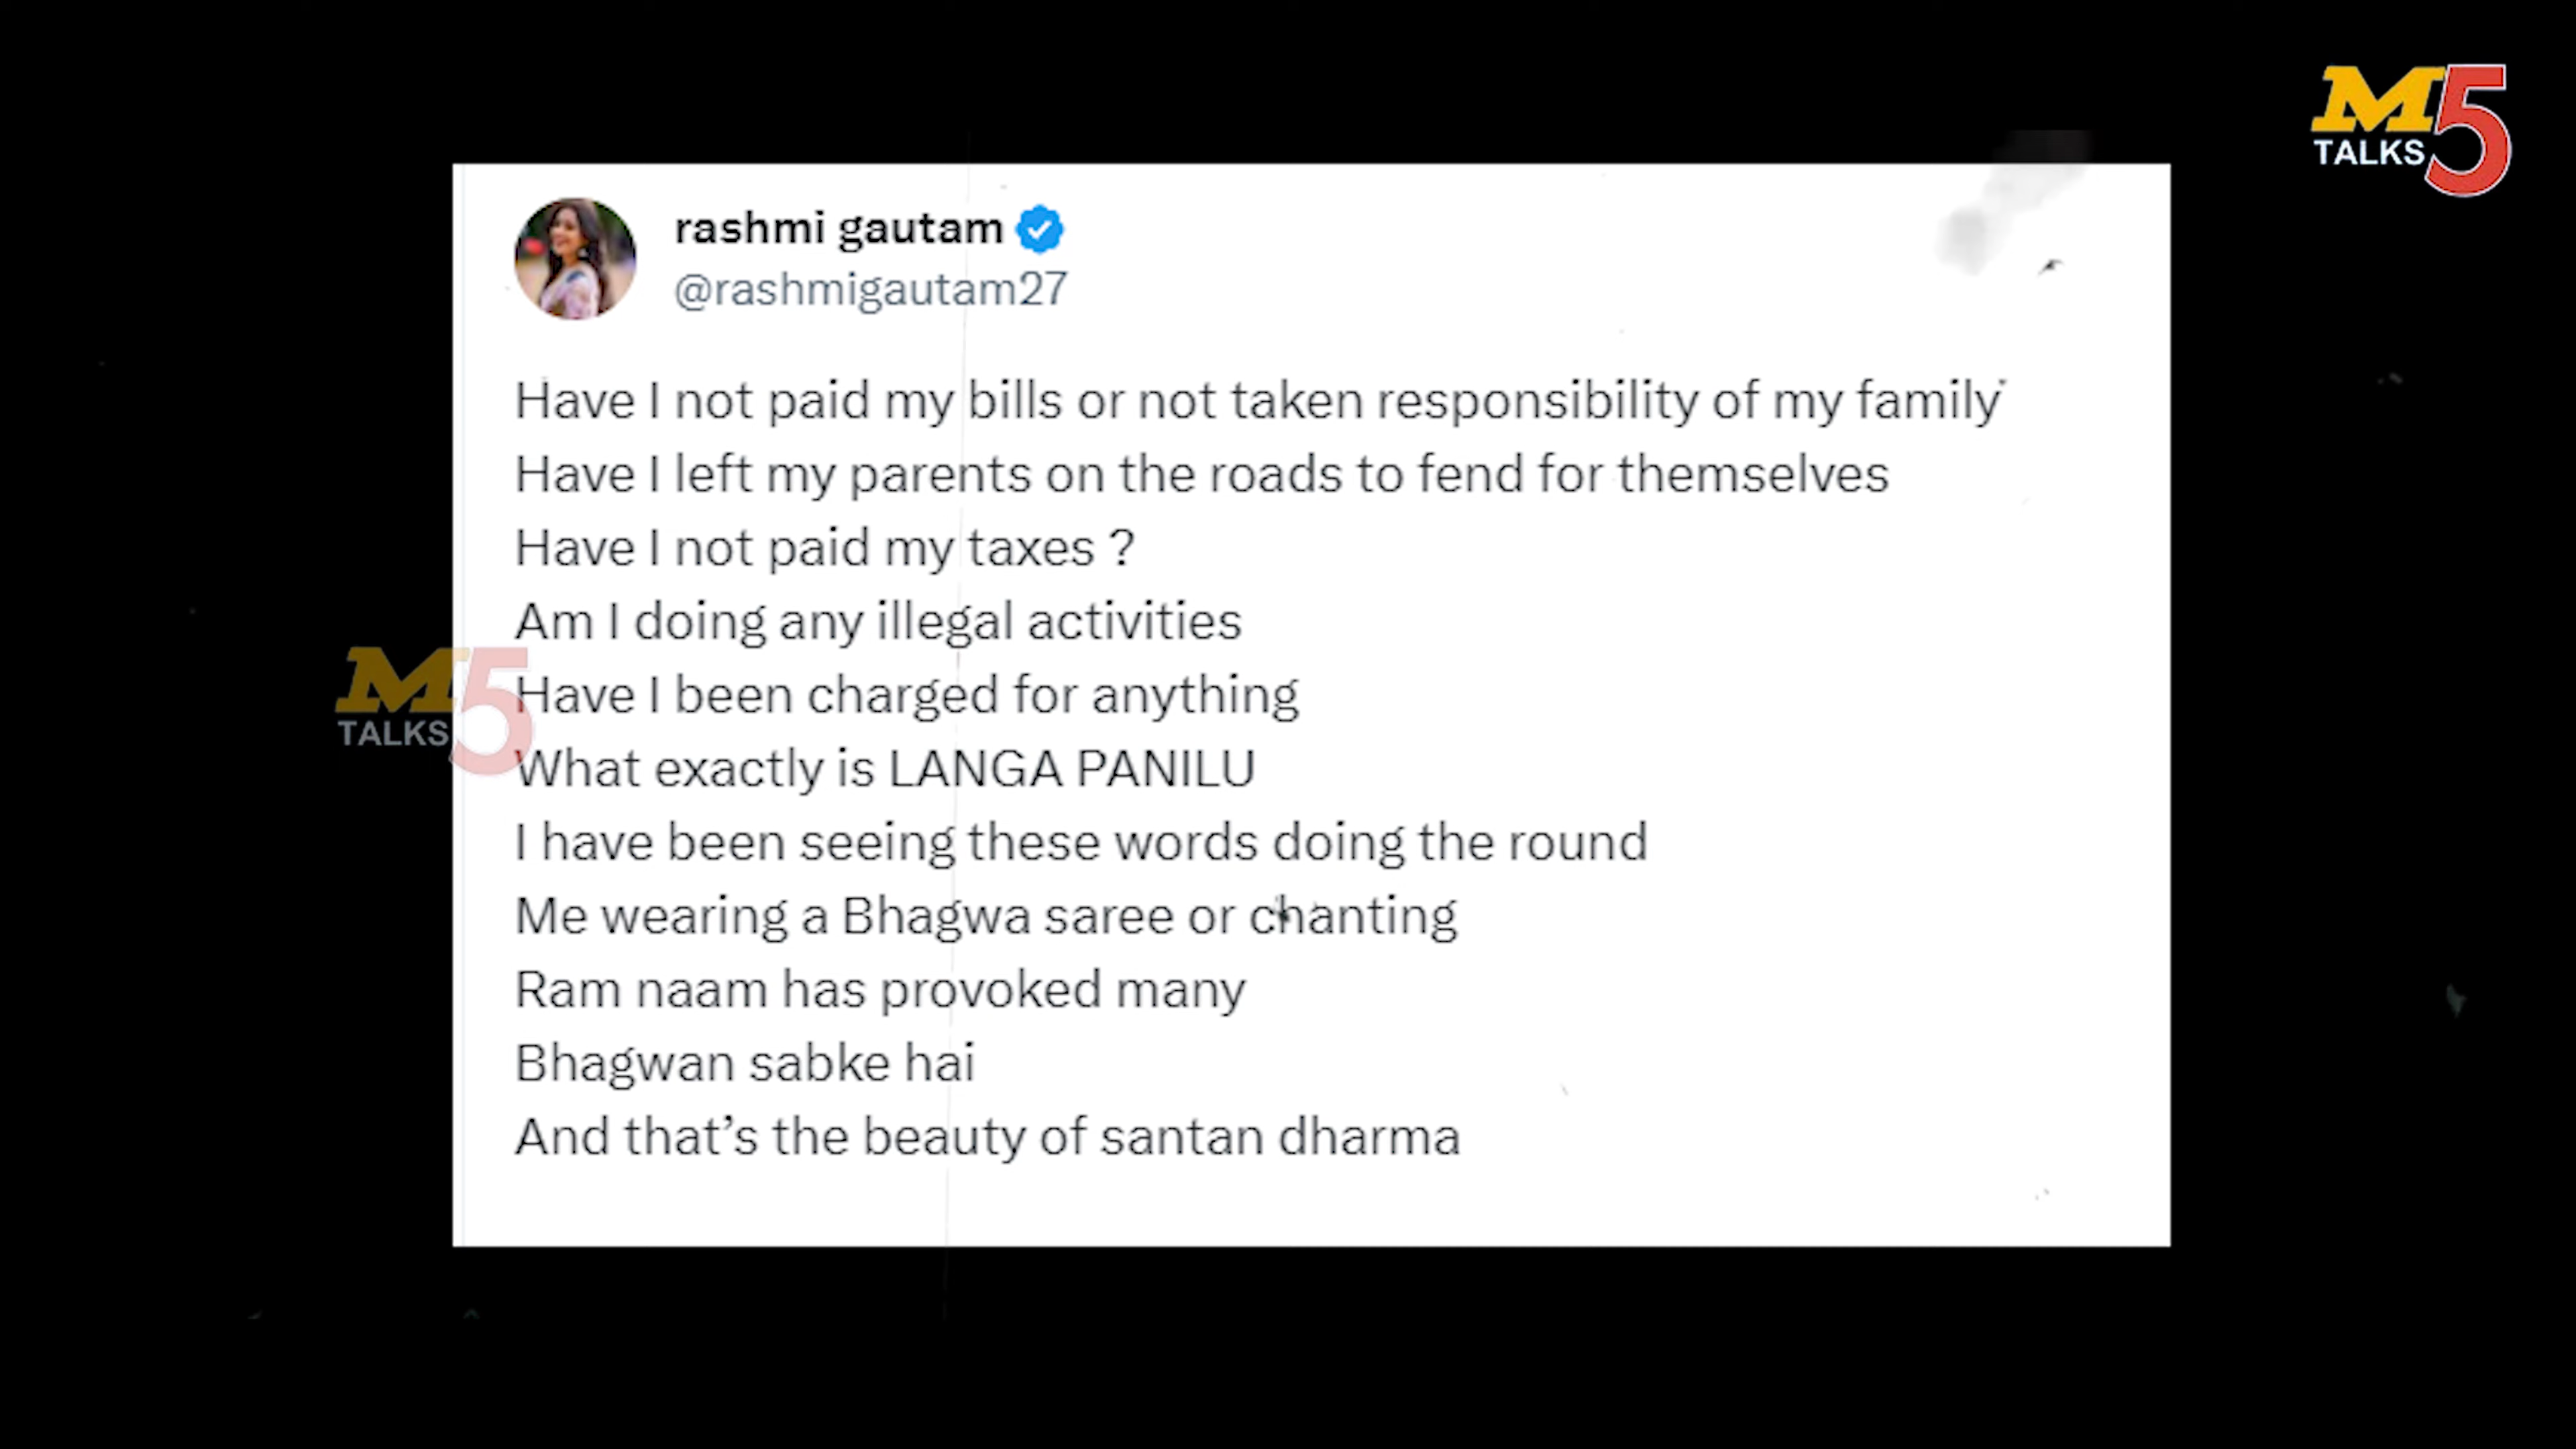 M5
TALKS
rashmi gautam
@rashmigautam27
Have I not paid my bills or not taken responsibility of my family
Have I left my parents on the roads to fend for themselves
Have I not paid my taxes ?
Am I doing any illegal activities
Have I been charged for anything
What exactly is LANGA PANILU
I have been seeing these words doing the round
Me wearing a Bhagwa saree or chanting
Ram naam has provoked many
Bhagwan sabke hai
And that’s the beauty of santan dharma
M5
TALKS